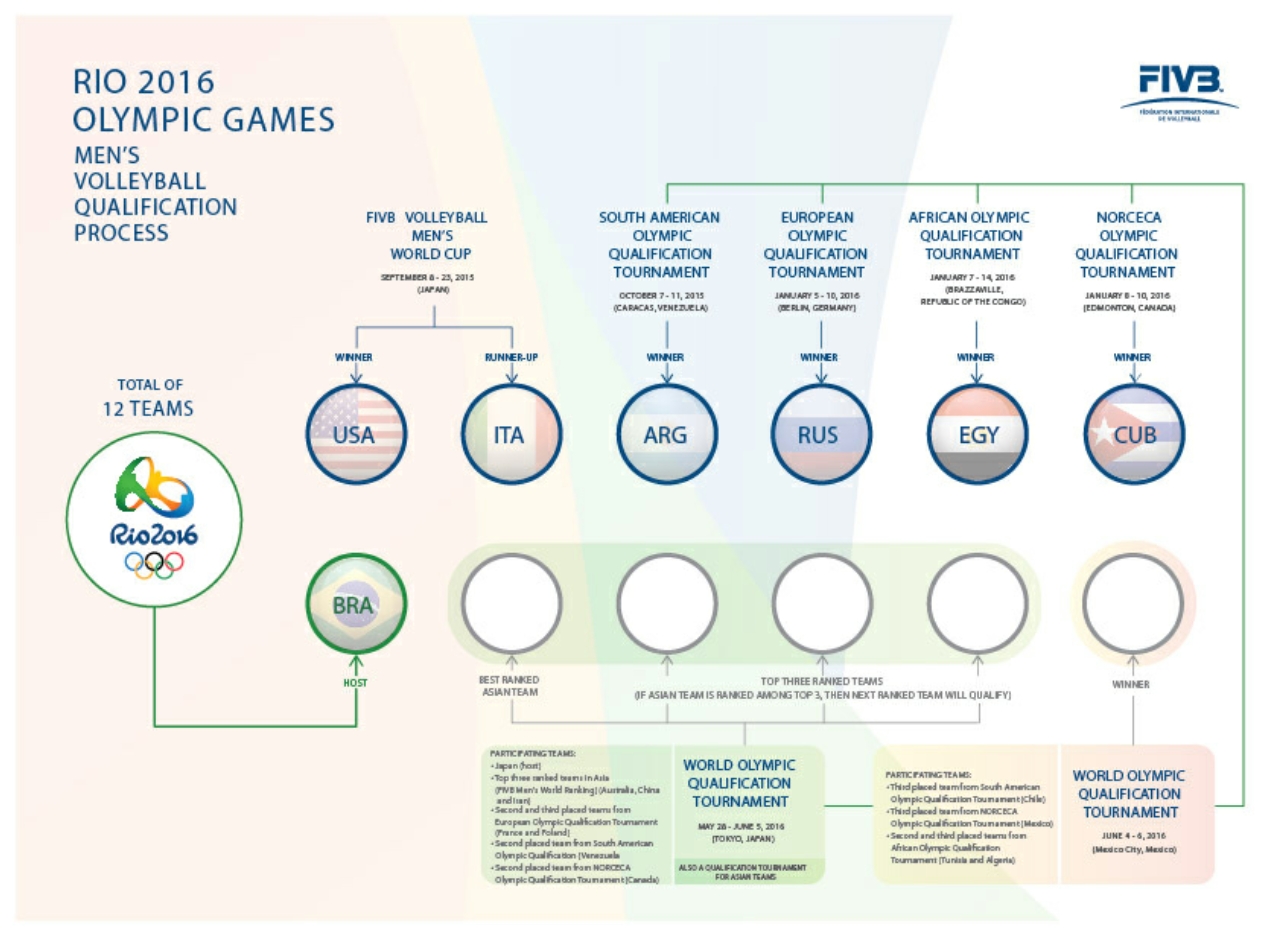 RIO 2016
OLYMPIC GAMES
MEN'S
VOLLEYBALL
QUALIFICATION
PROCESS
FIVB
FÉDÉRATION INTERNATIONALE
DE VOLLEYBALL
FIVB VOLLEYBALL
MEN'S
WORLD CUP
SEPTEMBER 8 - 23, 2015
(JAPAN)
SOUTH AMERICAN
OLYMPIC
QUALIFICATION
TOURNAMENT
OCTOBER 7 - 11, 2015
(CARACAS, VENEZUELA)
EUROPEAN
OLYMPIC
QUALIFICATION
TOURNAMENT
JANUARY 5 - 10, 2016
(BERLIN, GERMANY)
AFRICAN OLYMPIC
QUALIFICATION
TOURNAMENT
JANUARY 7 - 14, 2016
(BRAZZAVILLE,
REPUBLIC OF THE CONGO)
NORCECA
OLYMPIC
QUALIFICATION
TOURNAMENT
JANUARY 8 - 10, 2016
(EDMONTON, CANADA)
WINNER
RUNNER-UP
WINNER
WINNER
WINNER
WINNER
TOTAL OF
12 TEAMS
USA
ITA
ARG
RUS
EGY
CUB
Rio2016
BRA
HOST
BEST RANKED
ASIAN TEAM
TOP THREE RANKED TEAMS
(IF ASIAN TEAM IS RANKED AMONG TOP 3, THEN NEXT RANKED TEAM WILL QUALIFY)
WINNER
PARTICIPATING TEAMS:
• Japan (host)
• Top three ranked teams in Asia
(FIVB Men's World Ranking) (Australia, China
and Iran)
• Second and third placed teams from
European Olympic Qualification Tournament
(France and Poland)
• Second placed team from South American
Olympic Qualification (Venezuela
• Second placed team from NORCECA
Olympic Qualification Tournament (Canada)
WORLD OLYMPIC
QUALIFICATION
TOURNAMENT
MAY 28 - JUNE 5, 2016
(TOKYO, JAPAN)
ALSO A QUALIFICATION TOURNAMENT
FOR ASIAN TEAMS
PARTICIPATING TEAMS:
• Third placed team from South American
Olympic Qualification Tournament (Chile)
• Third placed team from NORCECA
Olympic Qualification Tournament (Mexico)
• Second and third placed teams from
African Olympic Qualification
Tournament (Tunisia and Algeria)
WORLD OLYMPIC
QUALIFICATION
TOURNAMENT
JUNE 4 - 6, 2016
(Mexico City, Mexico)